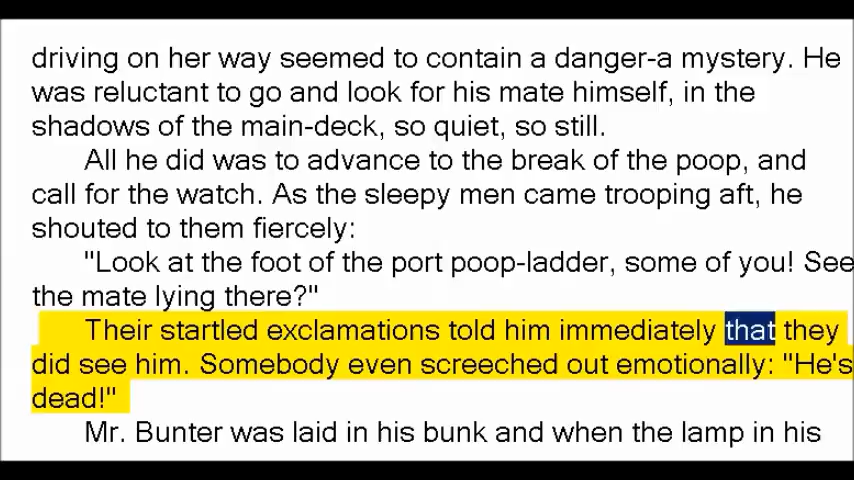 driving on her way seemed to contain a danger-a mystery. He
was reluctant to go and look for his mate himself, in the
shadows of the main-deck, so quiet, so still.
All he did was to advance to the break of the poop, and
call for the watch. As the sleepy men came trooping aft, he
shouted to them fiercely:
"Look at the foot of the port poop-ladder, some of you! See
the mate lying there?"
Their startled exclamations told him immediately that they
did see him. Somebody even screeched out emotionally: "He's
dead!"
Mr. Bunter was laid in his bunk and when the lamp in his